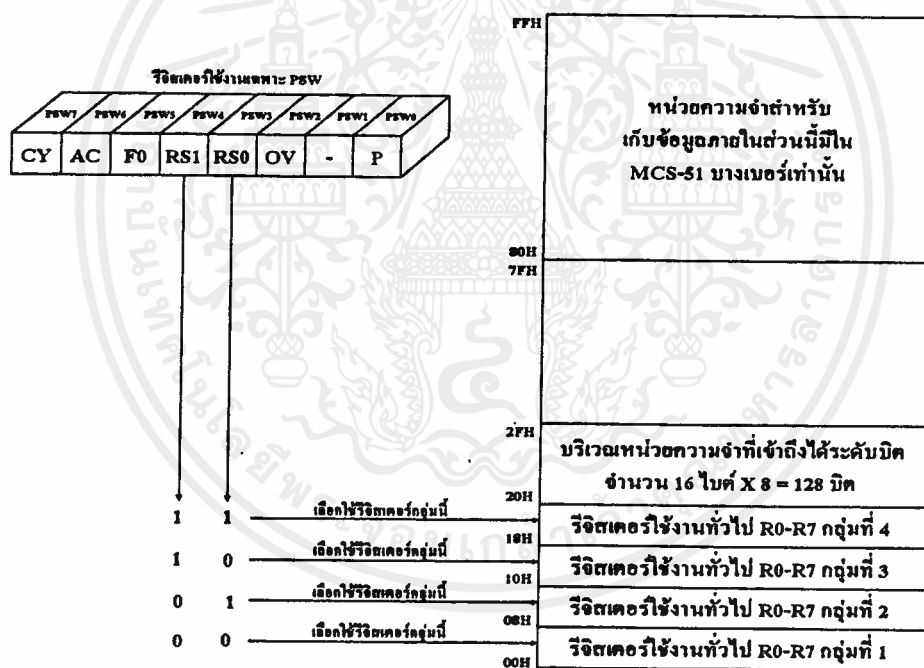 FFH
รีจิสเตอร์ใช้งานเฉพาะ PSW
PSW7 PSW6 PSW5 PSW4 PSW3 PSW2 PSW1 PSW0
CY AC F0 RS1 RS0 OV - P
หน่วยความจำสำหรับ
เก็บข้อมูลภายในส่วนนี้มีใน
MCS-51 บางเบอร์เท่านั้น
80H
7FH
2FH
บริเวณหน่วยความจำที่เข้าถึงได้ระดับบิต
จำนวน 16 ไบต์ X 8 = 128 บิต
20H
1 1 เลือกใช้รีจิสเตอร์กลุ่มนี้ รีจิสเตอร์ใช้งานทั่วไป R0-R7 กลุ่มที่ 4
18H
1 0 เลือกใช้รีจิสเตอร์กลุ่มนี้ รีจิสเตอร์ใช้งานทั่วไป R0-R7 กลุ่มที่ 3
10H
0 1 เลือกใช้รีจิสเตอร์กลุ่มนี้ รีจิสเตอร์ใช้งานทั่วไป R0-R7 กลุ่มที่ 2
08H
0 0 เลือกใช้รีจิสเตอร์กลุ่มนี้ รีจิสเตอร์ใช้งานทั่วไป R0-R7 กลุ่มที่ 1
00H